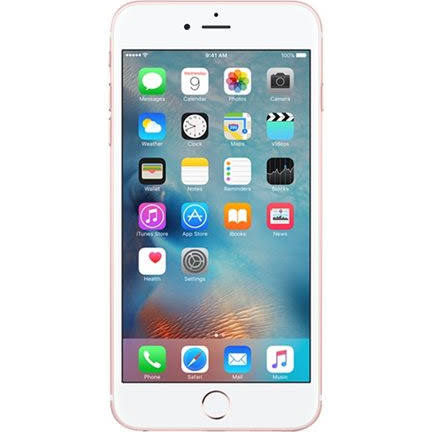 9:41 AM 100%
Wednesday
9
Messages Calendar Photos Camera
280
Weather Clock Maps Videos
Wallet Notes Reminders Stocks
iTunes Store App Store iBooks News
Health Settings
Phone Safari Mail Music